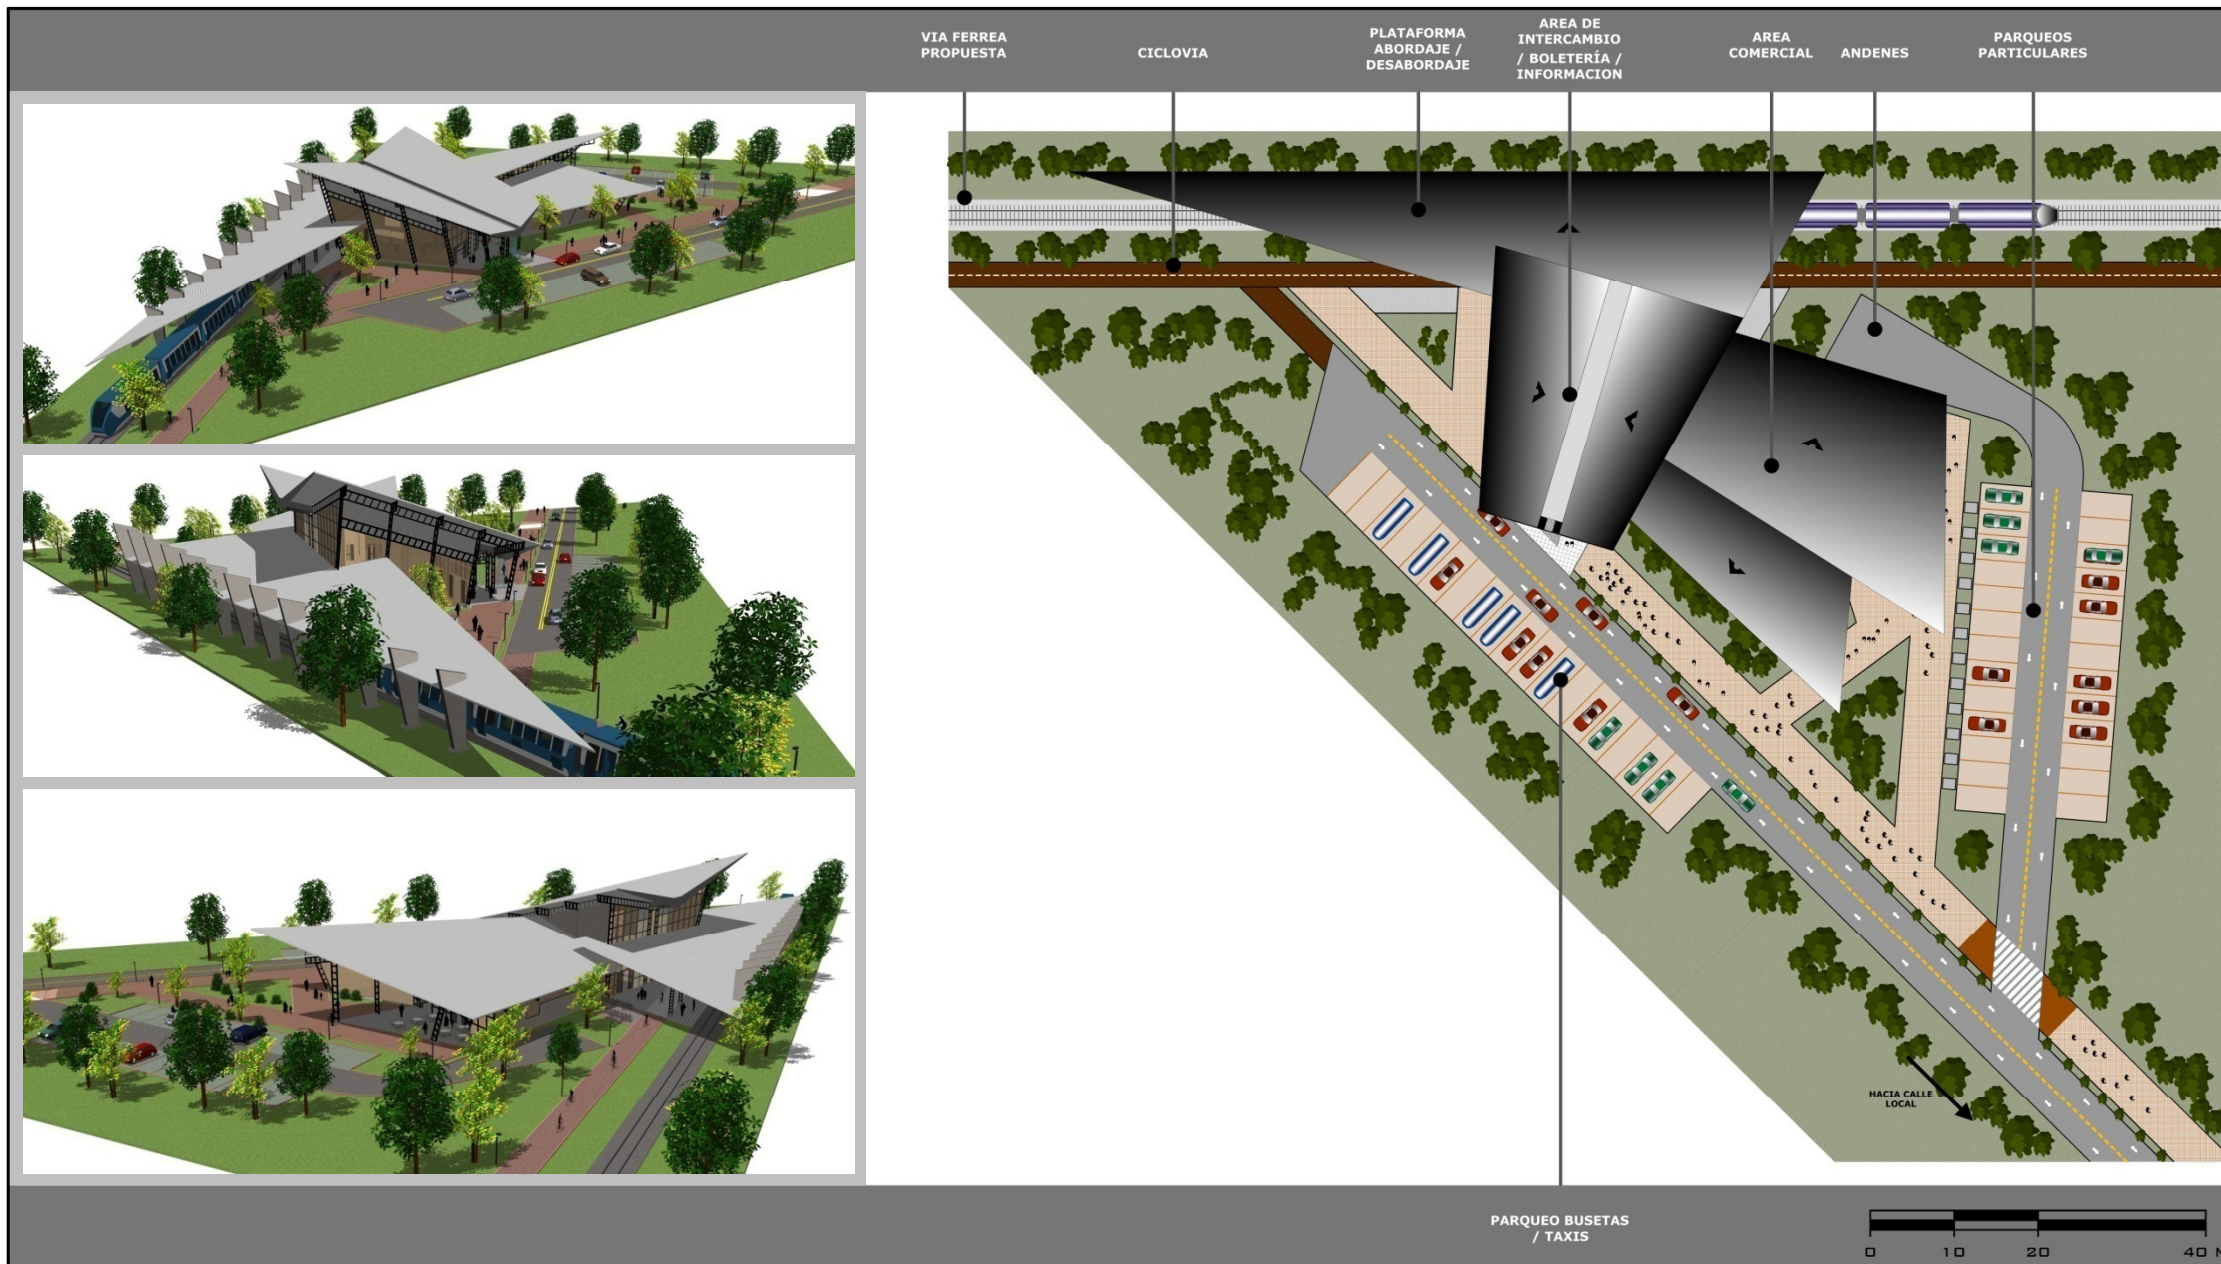 VIA FERREA
PROPUESTA
CICLOVIA
PLATAFORMA
ABORDAJE /
DESABORDAJE
AREA DE
INTERCAMBIO
/ BOLETERÍA /
INFORMACION
AREA
COMERCIAL
ANDENES
PARQUEOS
PARTICULARES
HACIA CALLE
LOCAL
PARQUEO BUSETAS
/ TAXIS
0 10 20 40 M